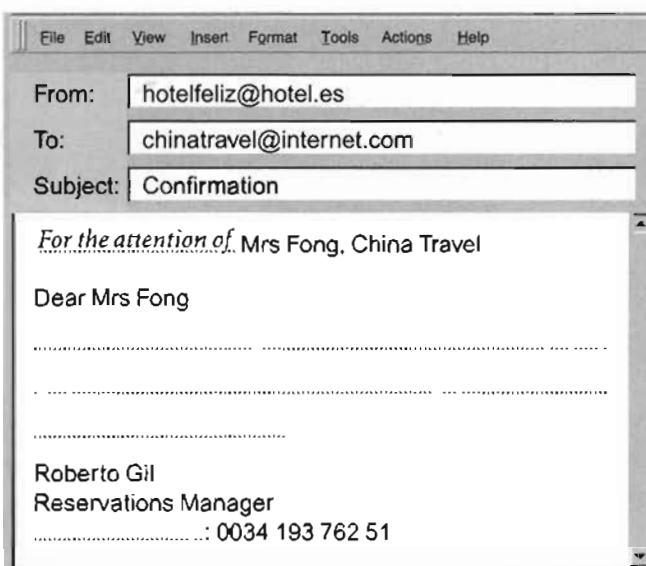 File Edit View Insert Format Tools Actions Help
From: hotelfeliz@hotel.es
To: chinatravel@internet.com
Subject: Confirmation
For the attention of Mrs Fong, China Travel
Dear Mrs Fong
Roberto Gil
Reservations Manager
: 0034 193 762 51